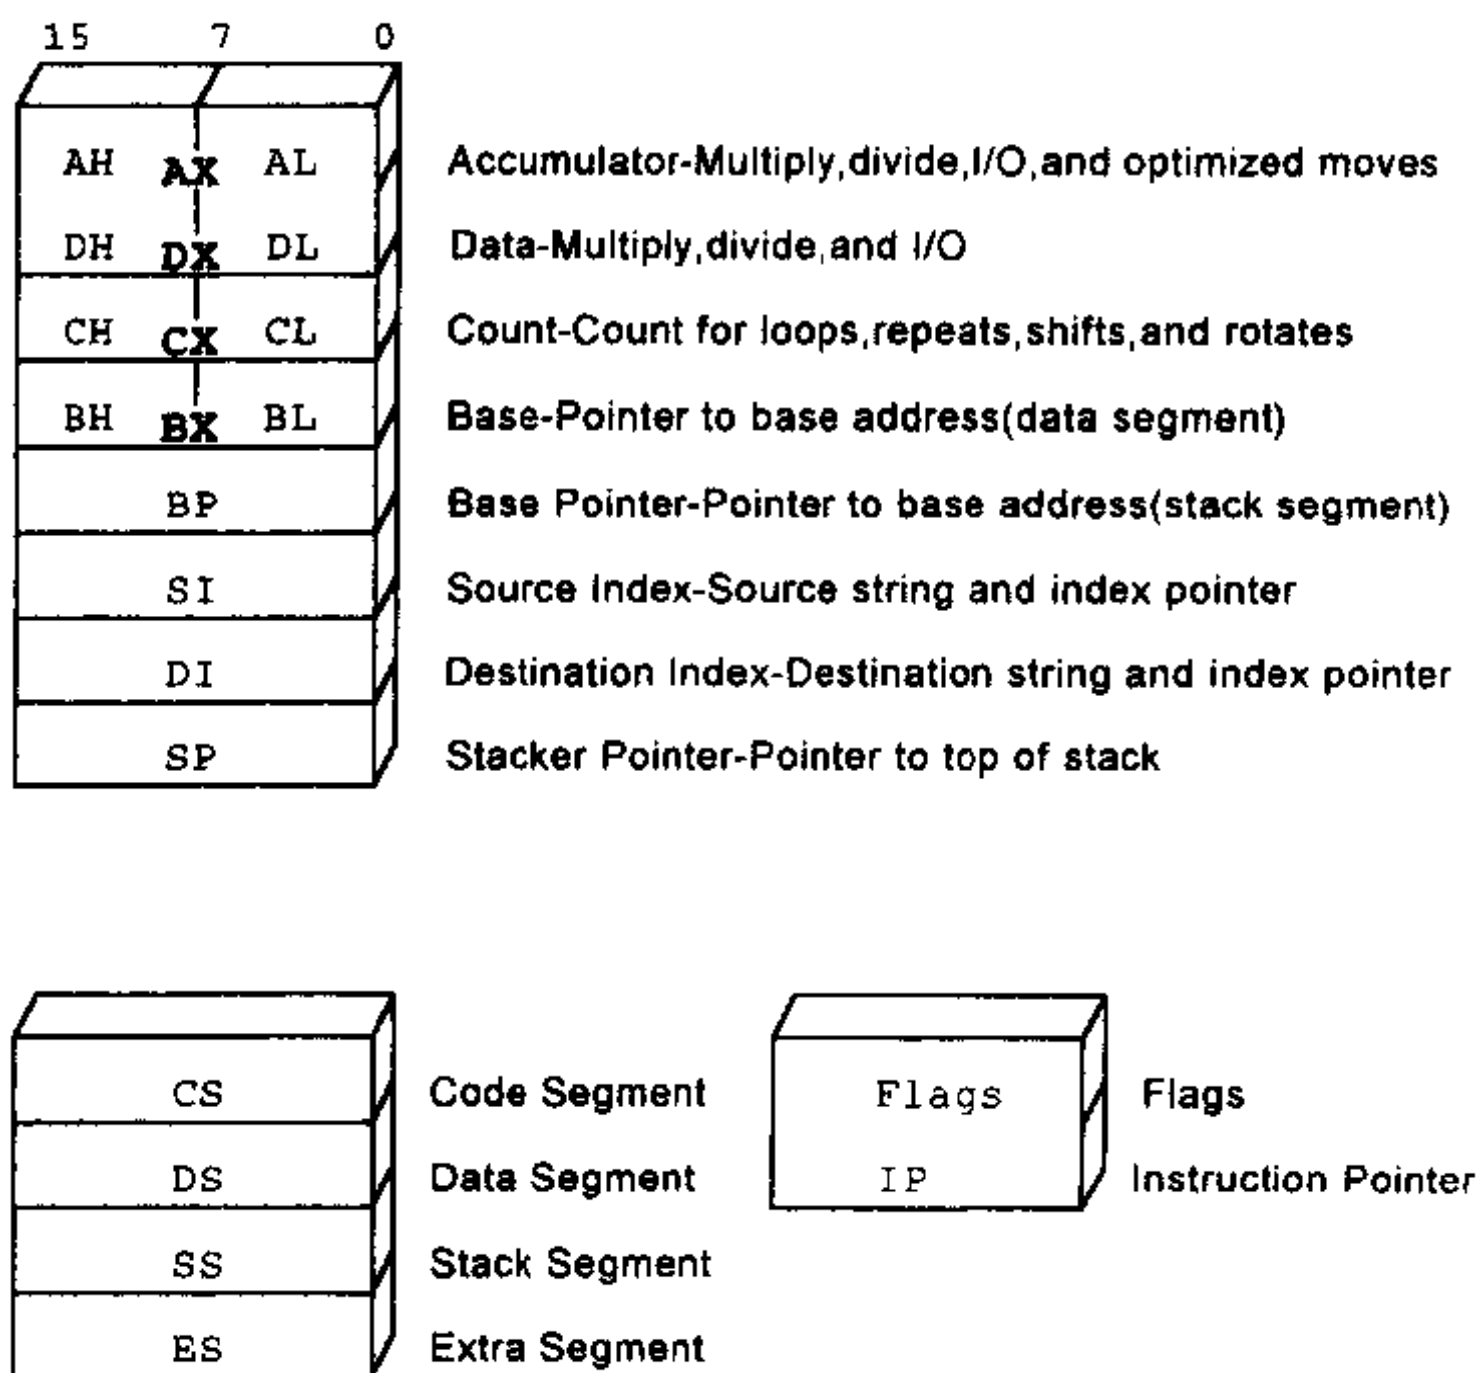 15 7 0
AH AX AL Accumulator-Multiply,divide,I/O,and optimized moves
DH DX DL Data-Multiply,divide,and I/O
CH CX CL Count-Count for loops,repeats,shifts,and rotates
BH BX BL Base-Pointer to base address(data segment)
BP Base Pointer-Pointer to base address(stack segment)
SI Source Index-Source string and index pointer
DI Destination Index-Destination string and index pointer
SP Stacker Pointer-Pointer to top of stack
CS Code Segment Flags Flags
DS Data Segment IP Instruction Pointer
SS Stack Segment
ES Extra Segment